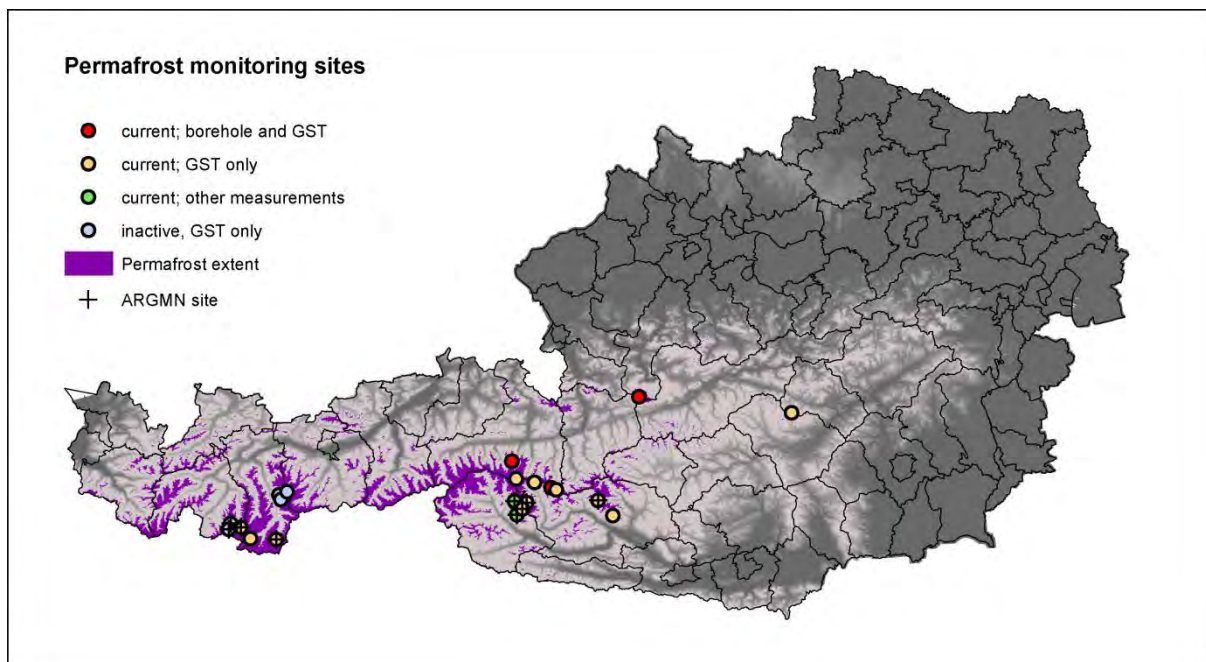 Permafrost monitoring sites
current; borehole and GST
current; GST only
current; other measurements
inactive, GST only
Permafrost extent
ARGMN site